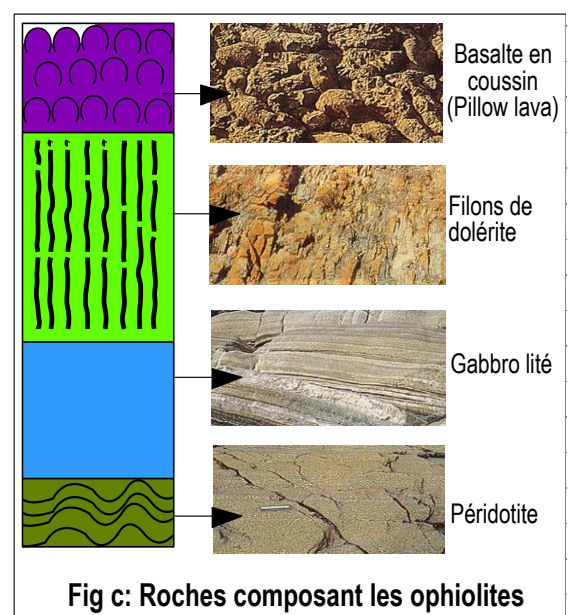 Basalte en
coussin
(Pillow lava)
Filons de
dolérite
Gabbro lité
Péridotite
Fig c: Roches composant les ophiolites